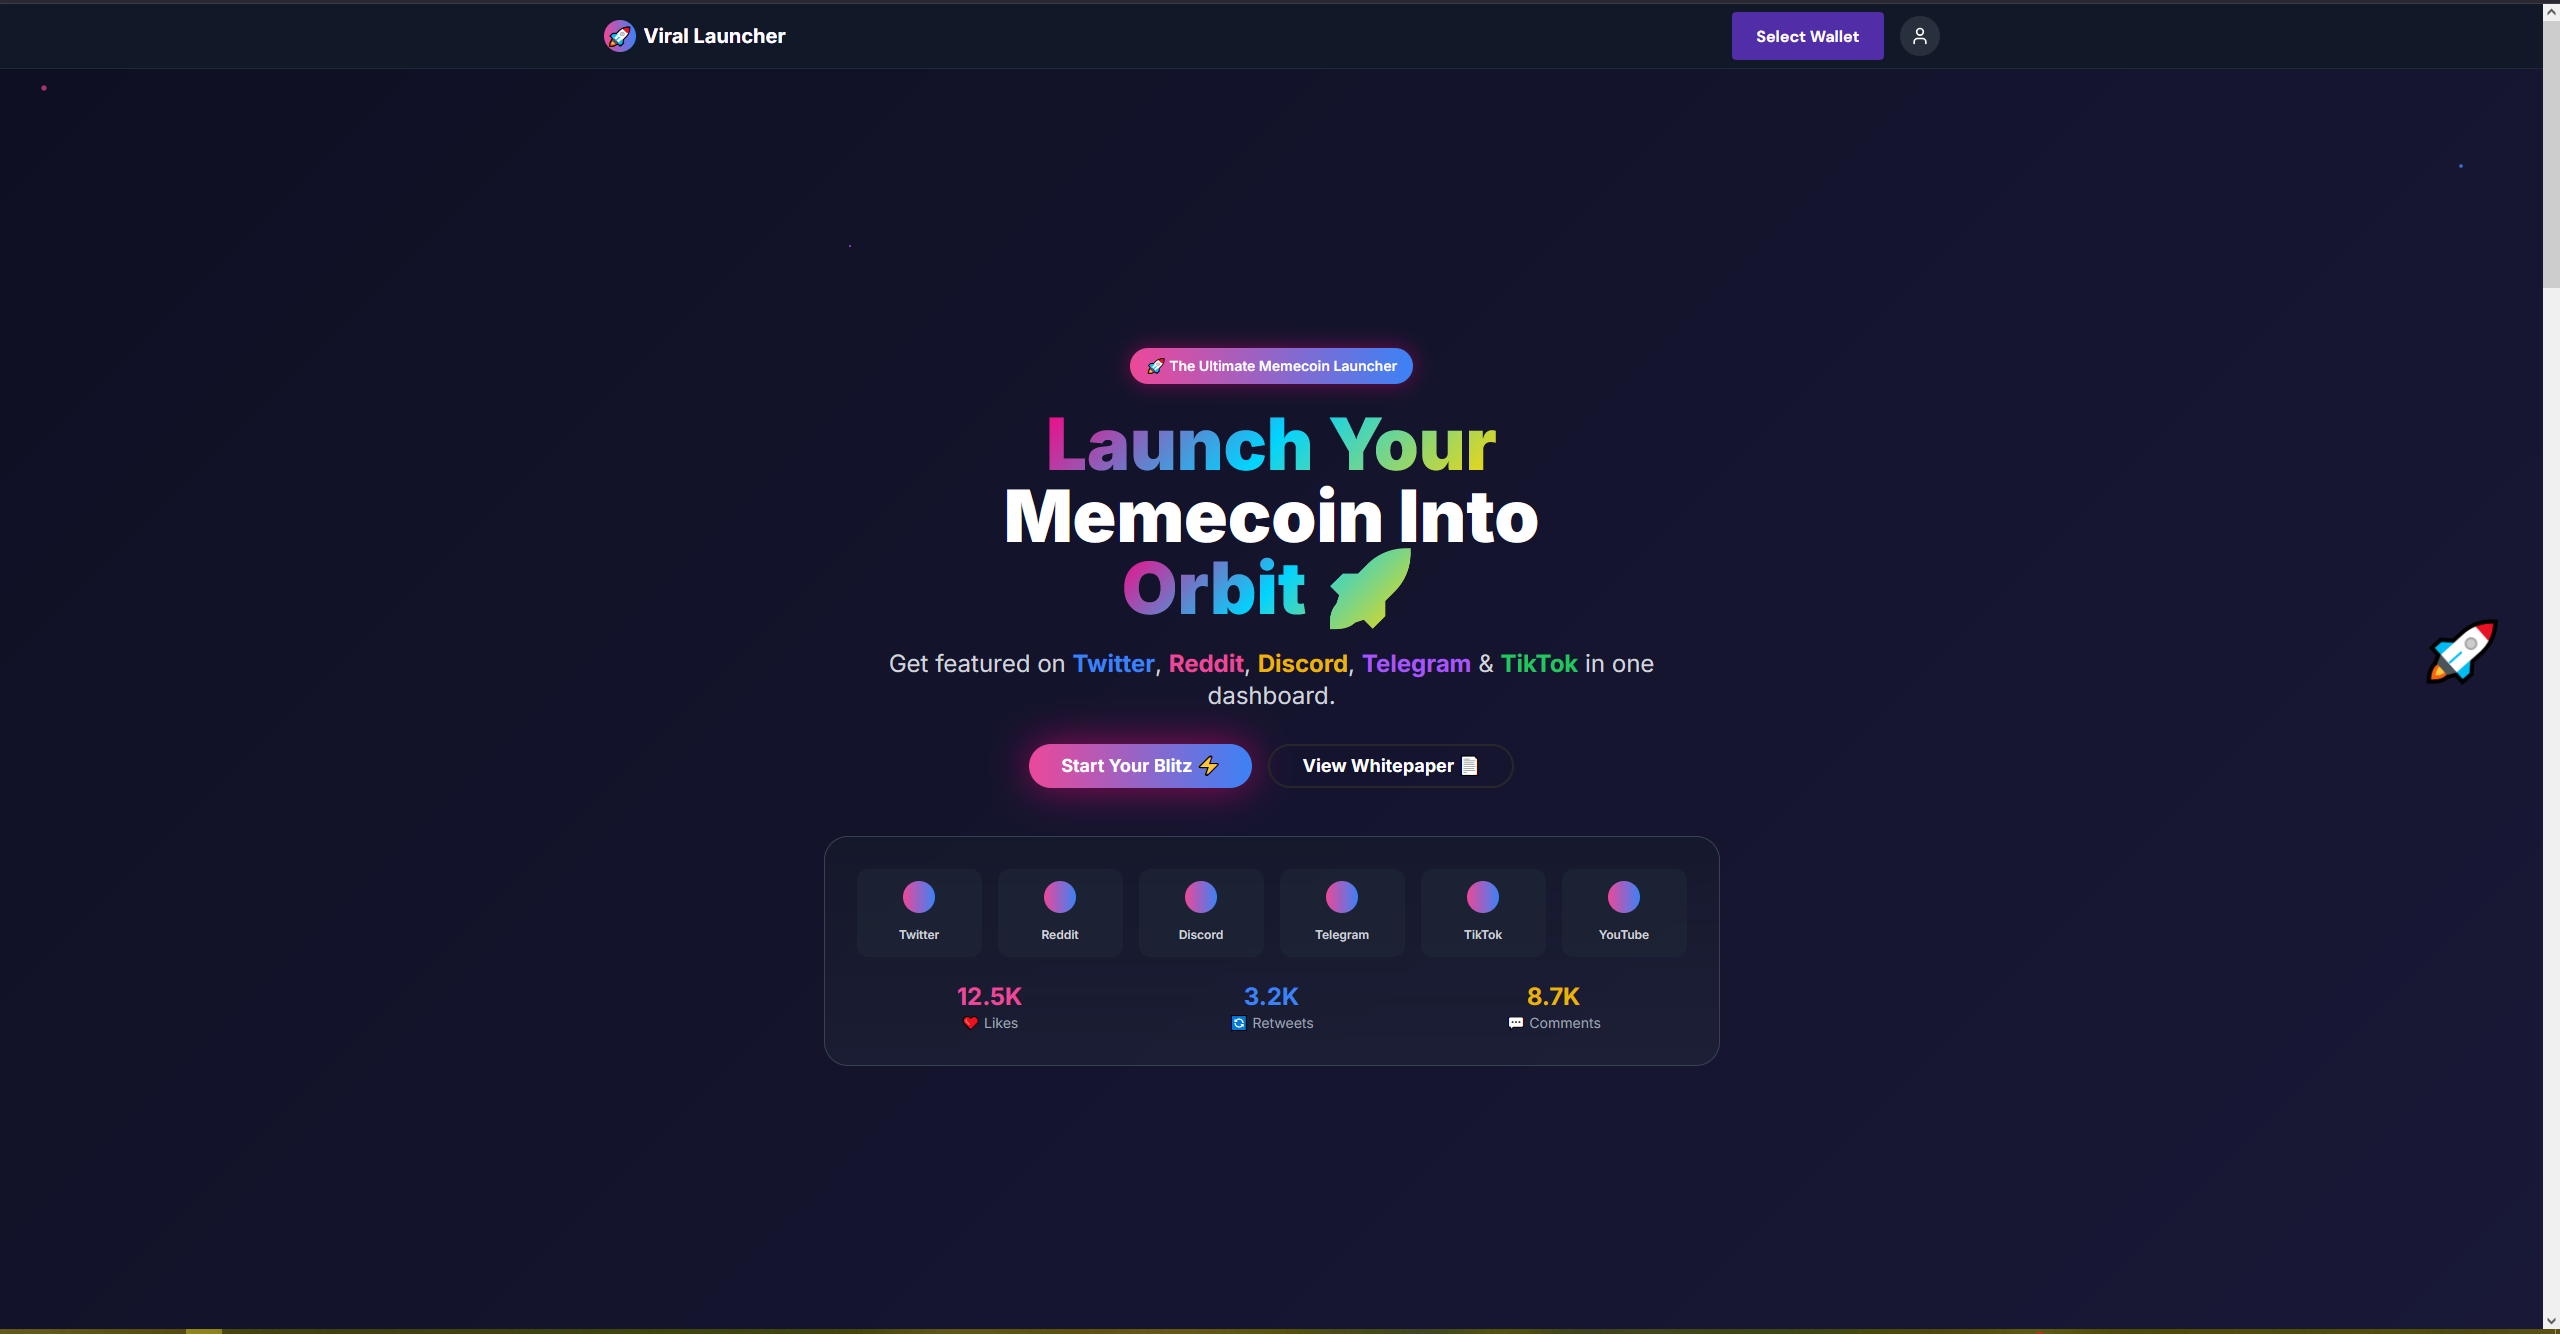 Viral Launcher
Select Wallet
🚀 The Ultimate Memecoin Launcher
Launch Your
Memecoin Into
Orbit 🚀
Get featured on Twitter, Reddit, Discord, Telegram & TikTok in one
dashboard.
Start Your Blitz ⚡
View Whitepaper 📄
Twitter
Reddit
Discord
Telegram
TikTok
YouTube
12.5K
❤️ Likes
3.2K
🔄 Retweets
8.7K
💬 Comments